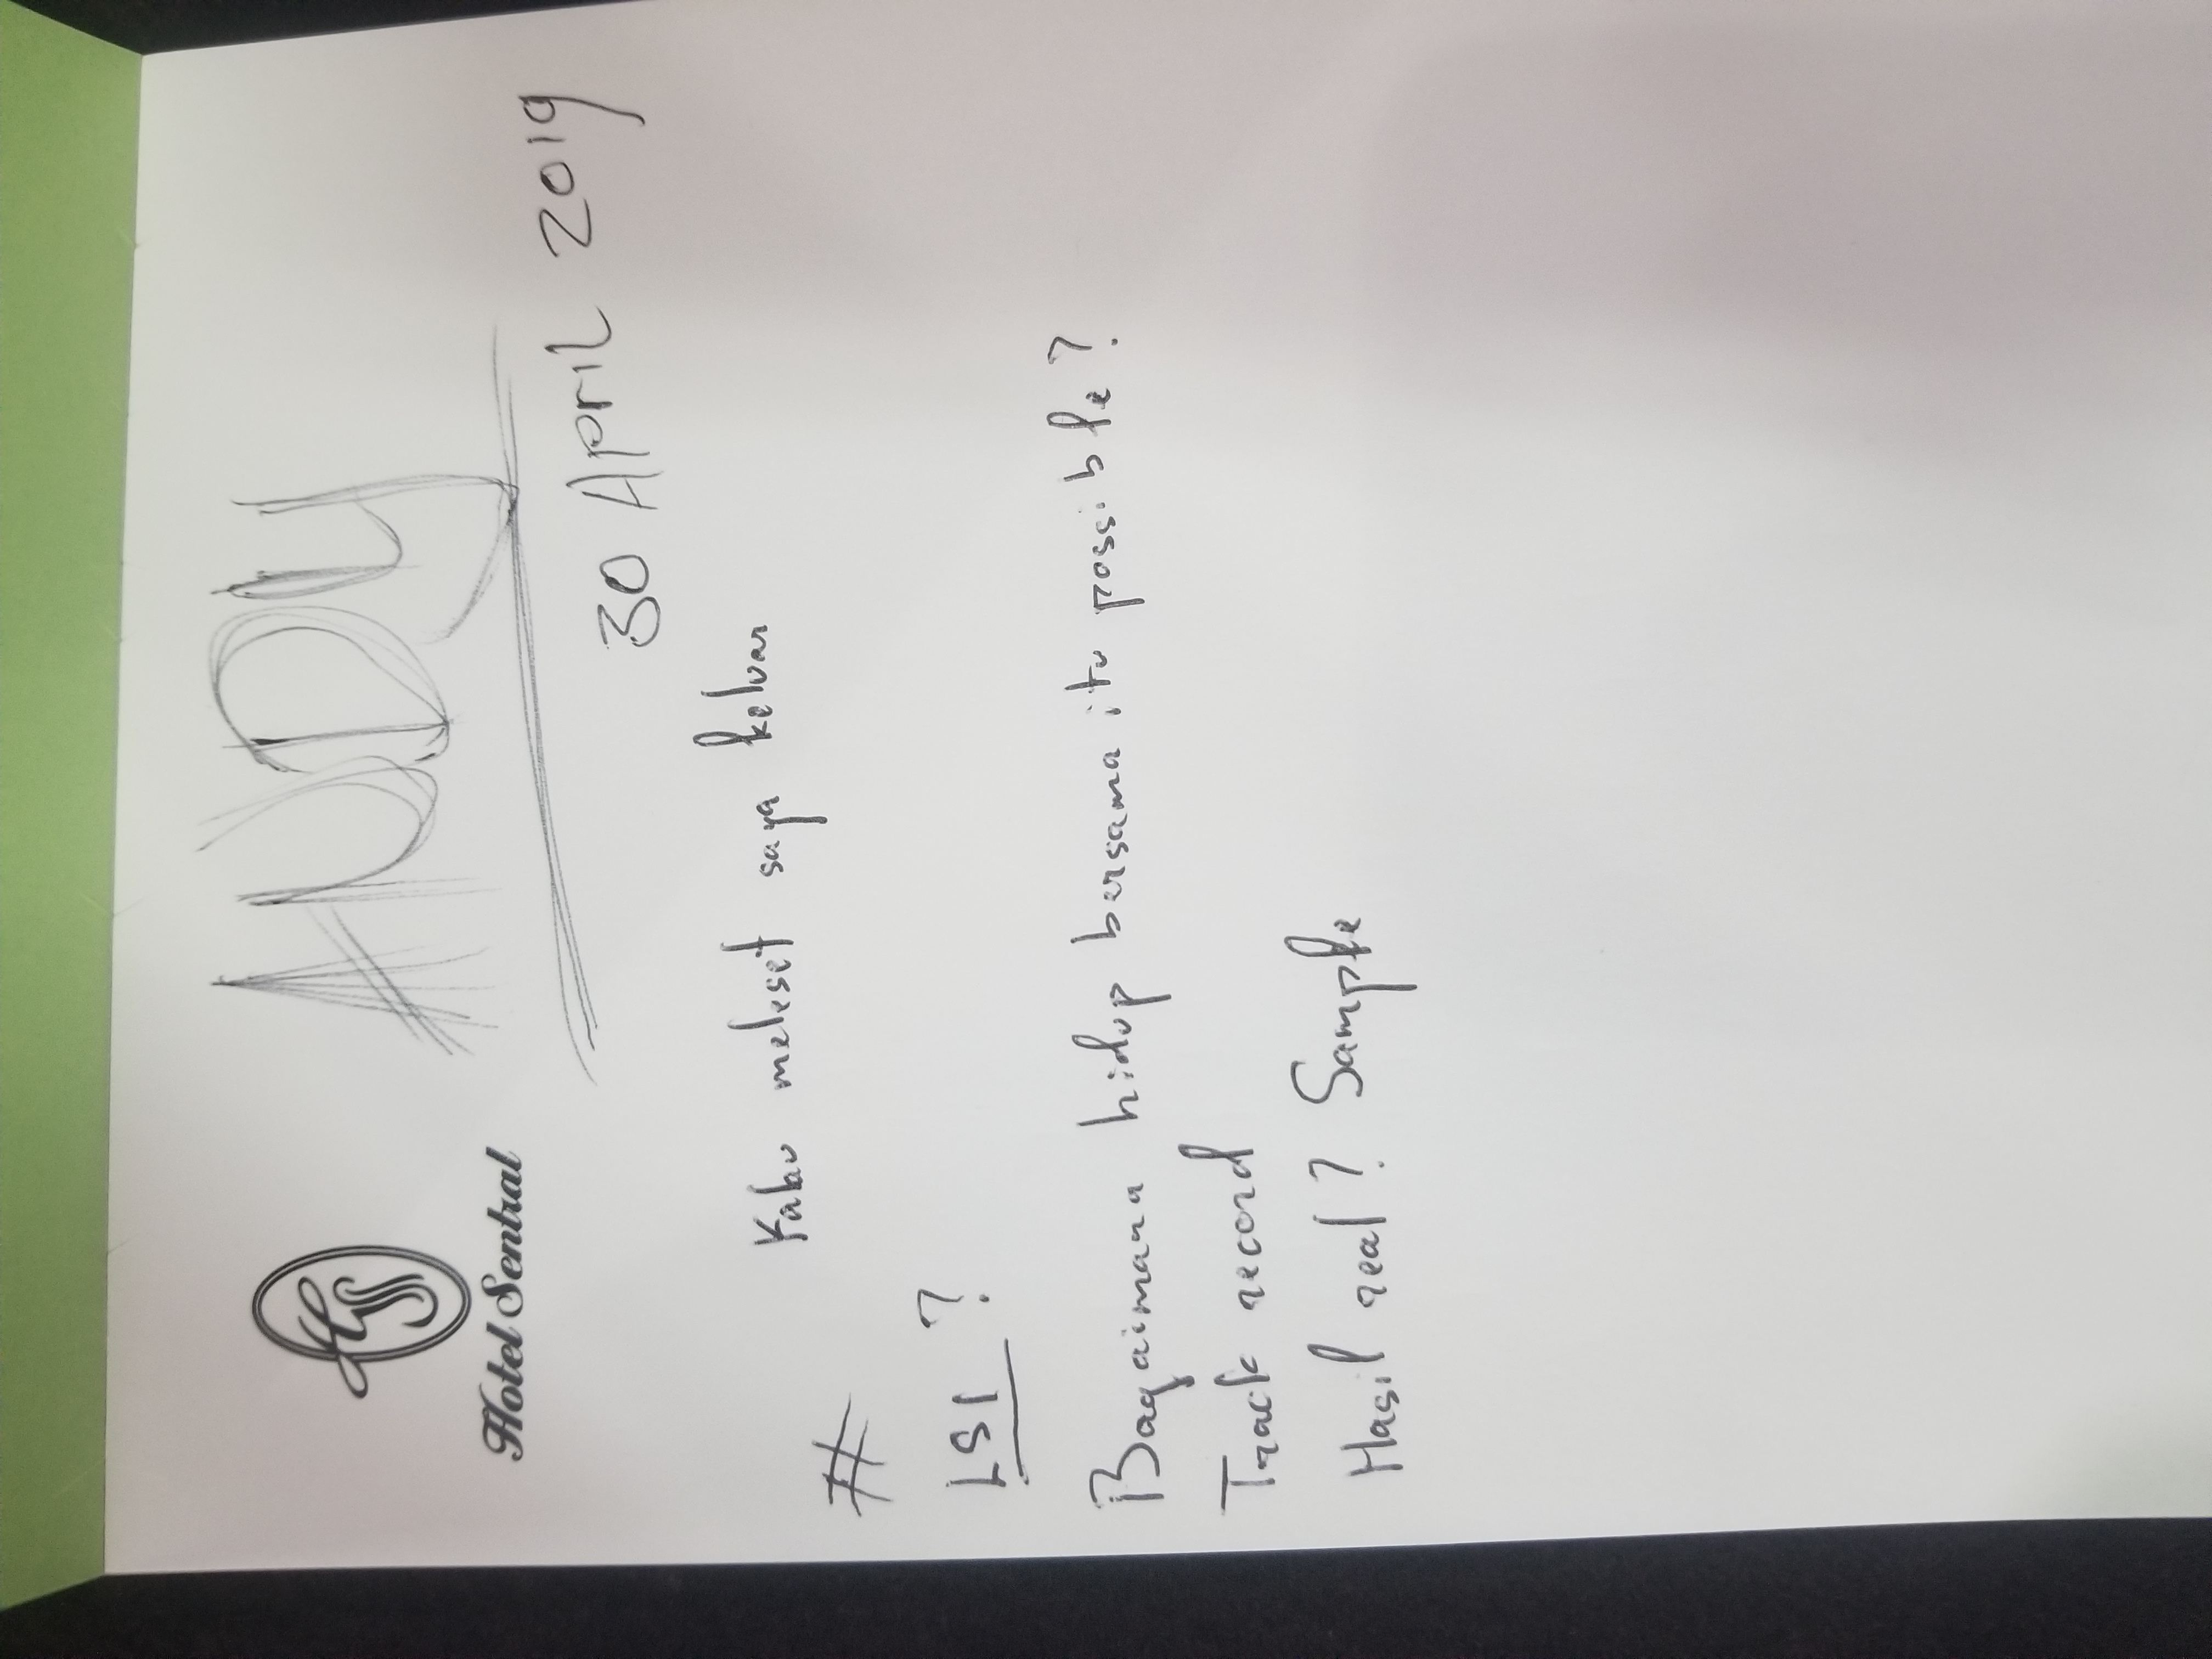 ANDY
Hotel Sentral
30 April 2019
Kalau meleset saya keluar
#
LSI ?
Bagaimana hidup bersama itu possible?
Track record
Hasil real? Sample